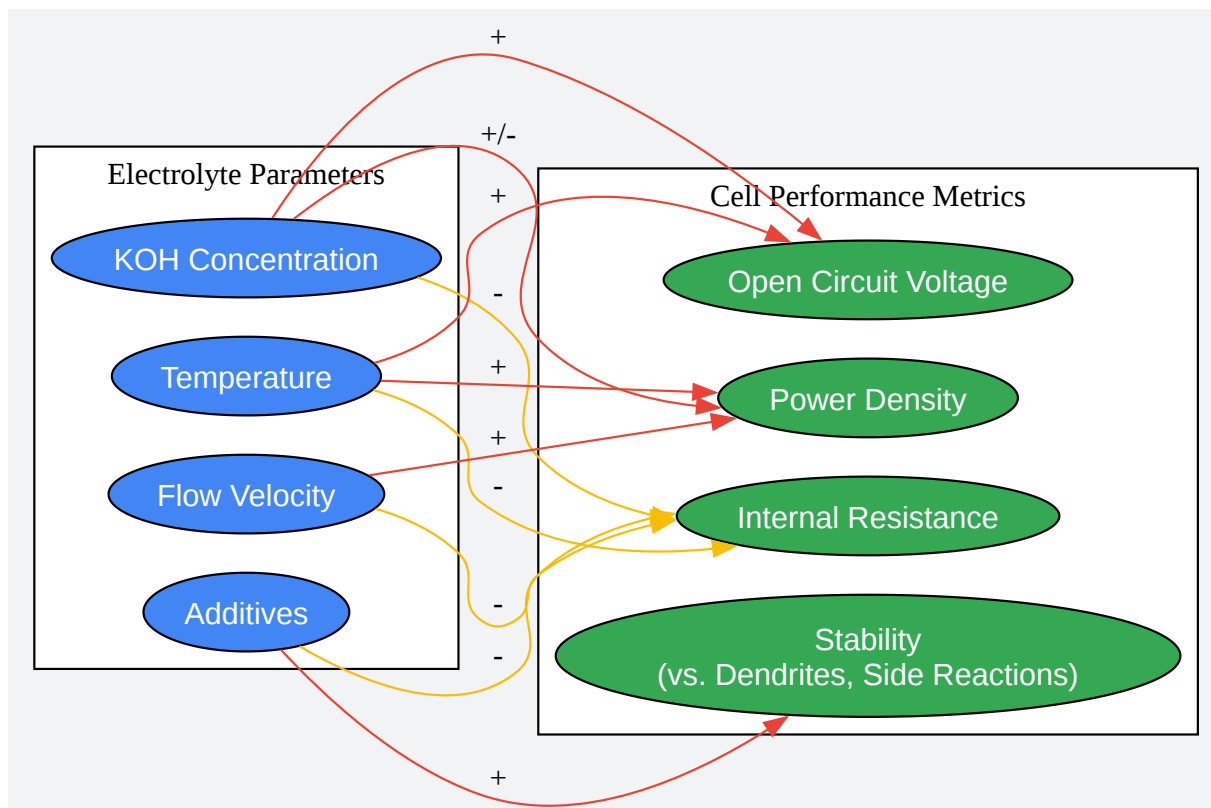 +
+/-
Electrolyte Parameters
+
Cell Performance Metrics
KOH Concentration
Open Circuit Voltage
-
Temperature
+
Power Density
+
Flow Velocity
-
Internal Resistance
Additives
-
Stability
(vs. Dendrites, Side Reactions)
-
+